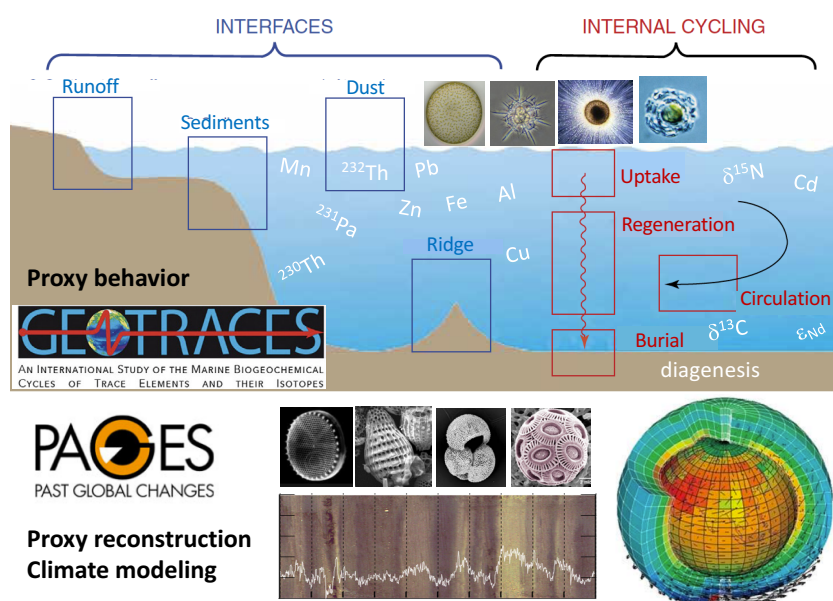 INTERFACES
INTERNAL CYCLING
Runoff
Dust
Sediments
Mn
²³²Th
Pb
Uptake
δ¹⁵N
Cd
Zn
Fe
Al
²³¹Pa
Regeneration
Ridge
Cu
²³⁰Th
Proxy behavior
Circulation
GEOTRACES
Burial
δ¹³C
εNd
AN INTERNATIONAL STUDY OF THE MARINE BIOGEOCHEMICAL
CYCLES OF TRACE ELEMENTS AND THEIR ISOTOPES
diagenesis
PAGES
PAST GLOBAL CHANGES
Proxy reconstruction
Climate modeling